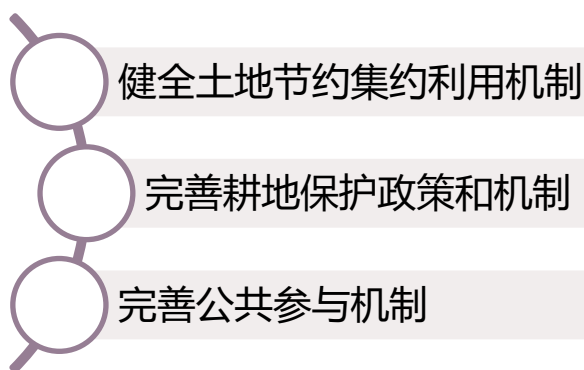 健全土地节约集约利用机制
完善耕地保护政策和机制
完善公共参与机制